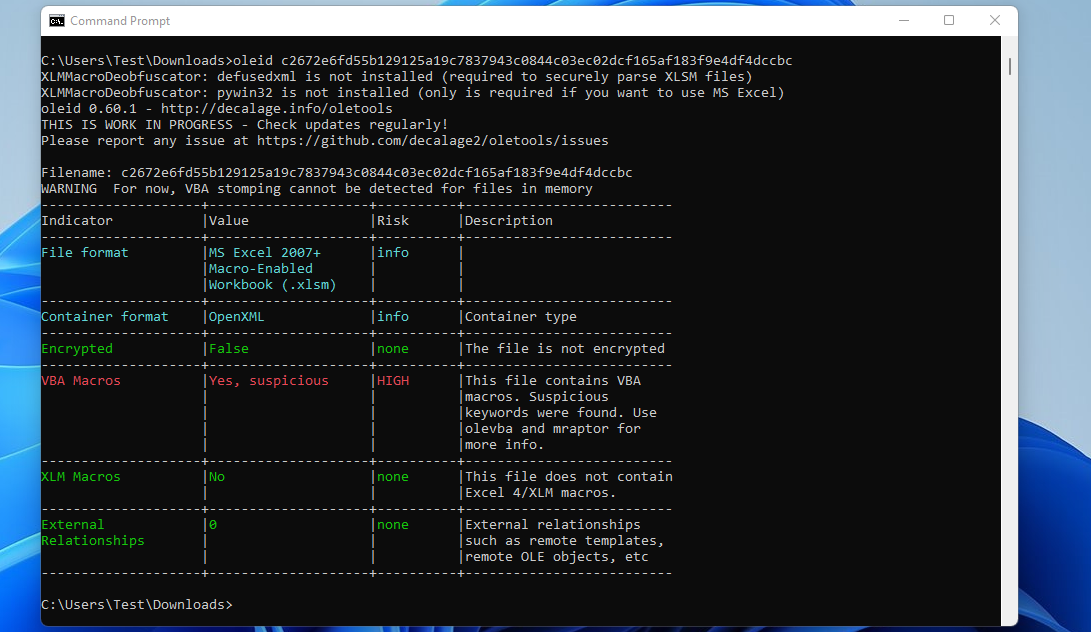 Command Prompt
C:\Users\Test\Downloads>oleid c2672e6fd55b129125a19c7837943c0844c03ec02dcf165af183f9e4df4dccbc
XLMMacroDeobfuscator: defusedxml is not installed (required to securely parse XLSM files)
XLMMacroDeobfuscator: pywin32 is not installed (only is required if you want to use MS Excel)
oleid 0.60.1 - http://decalage.info/oletools
THIS IS WORK IN PROGRESS - Check updates regularly!
Please report any issue at https://github.com/decalage2/oletools/issues

Filename: c2672e6fd55b129125a19c7837943c0844c03ec02dcf165af183f9e4df4dccbc
WARNING  For now, VBA stomping cannot be detected for files in memory
--------------------+--------------------+----------+--------------------------
Indicator           |Value               |Risk      |Description
--------------------+--------------------+----------+--------------------------
File format         |MS Excel 2007+      |info      |
                    |Macro-Enabled       |          |
                    |Workbook (.xlsm)    |          |
--------------------+--------------------+----------+--------------------------
Container format    |OpenXML             |info      |Container type
--------------------+--------------------+----------+--------------------------
Encrypted           |False               |none      |The file is not encrypted
--------------------+--------------------+----------+--------------------------
VBA Macros          |Yes, suspicious     |HIGH      |This file contains VBA
                    |                    |          |macros. Suspicious
                    |                    |          |keywords were found. Use
                    |                    |          |olevba and mraptor for
                    |                    |          |more info.
--------------------+--------------------+----------+--------------------------
XLM Macros          |No                  |none      |This file does not contain
                    |                    |          |Excel 4/XLM macros.
--------------------+--------------------+----------+--------------------------
External            |0                   |none      |External relationships
Relationships       |                    |          |such as remote templates,
                    |                    |          |remote OLE objects, etc
--------------------+--------------------+----------+--------------------------

C:\Users\Test\Downloads>